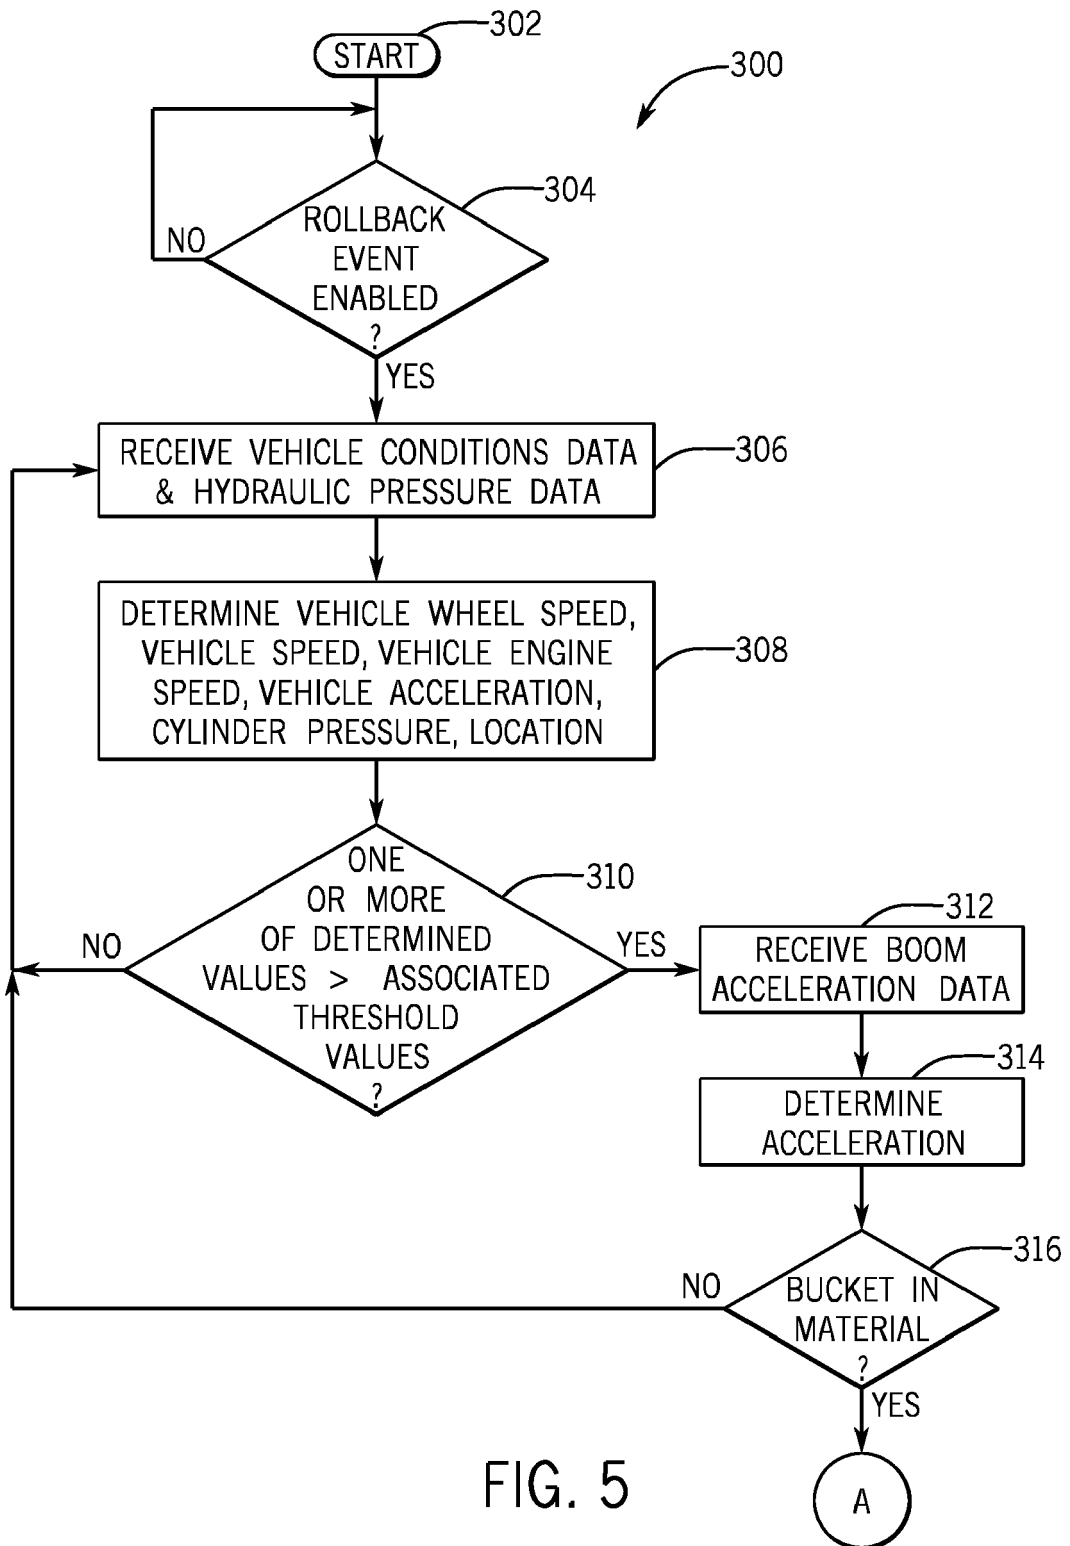 302
START
300
304
ROLLBACK
EVENT
ENABLED
?
NO
YES
RECEIVE VEHICLE CONDITIONS DATA
& HYDRAULIC PRESSURE DATA
306
DETERMINE VEHICLE WHEEL SPEED,
VEHICLE SPEED, VEHICLE ENGINE
SPEED, VEHICLE ACCELERATION,
CYLINDER PRESSURE, LOCATION
308
ONE
OR MORE
OF DETERMINED
VALUES > ASSOCIATED
THRESHOLD
VALUES
?
310
NO
YES
312
RECEIVE BOOM
ACCELERATION DATA
314
DETERMINE
ACCELERATION
316
NO
BUCKET IN
MATERIAL
?
YES
A
FIG. 5